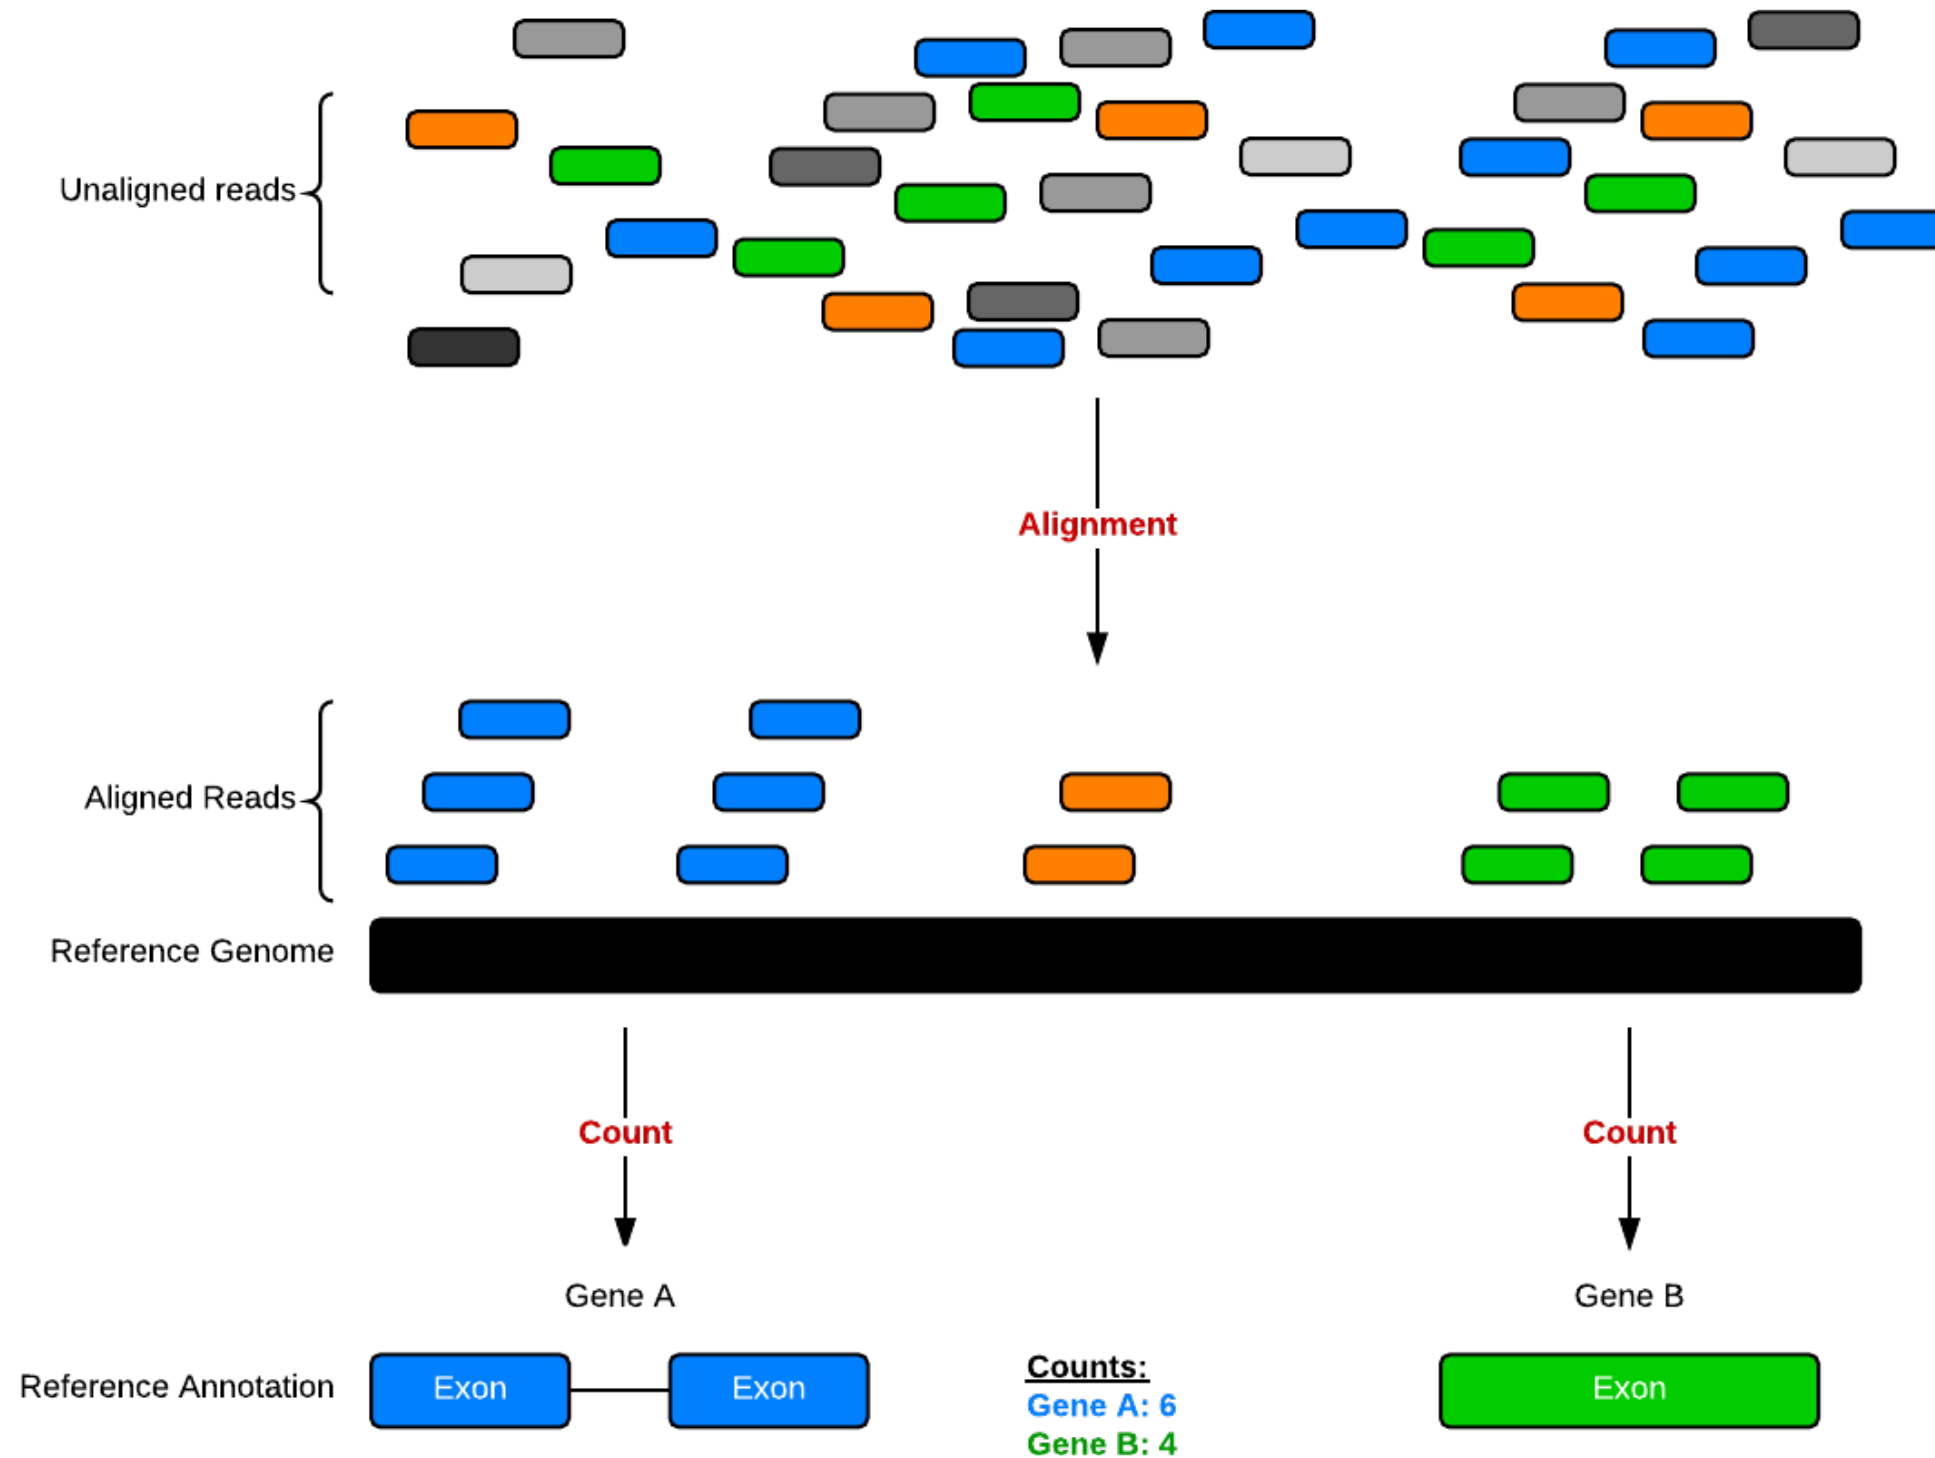 Unaligned reads
Alignment
Aligned Reads
Reference Genome
Count
Count
Gene A
Gene B
Reference Annotation
Exon
Exon
Counts:
Gene A: 6
Gene B: 4
Exon